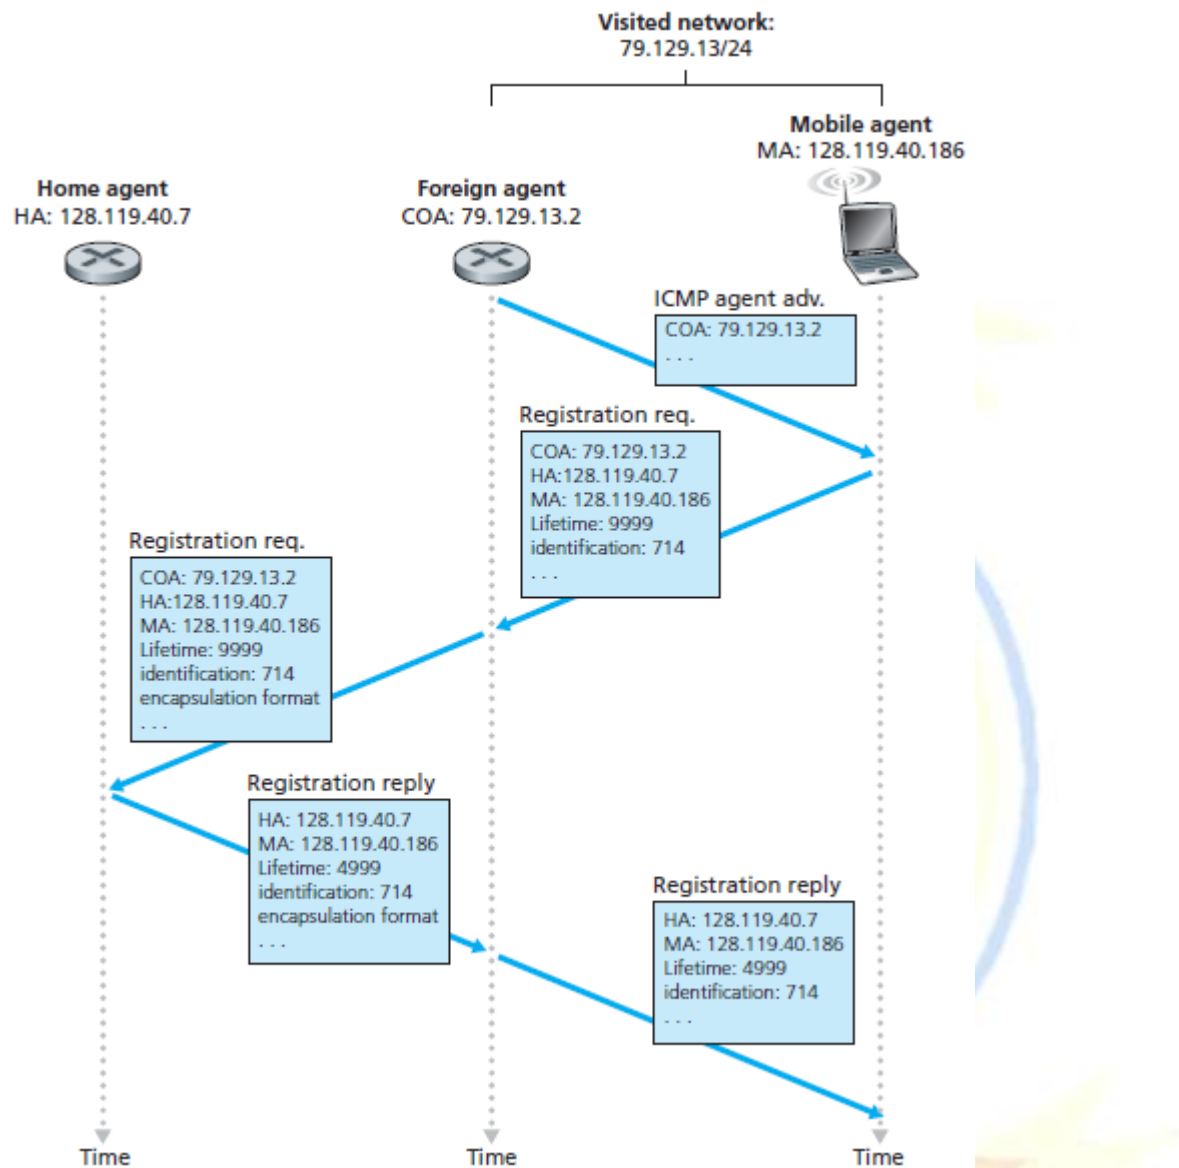 Visited network:
79.129.13/24
Mobile agent
MA: 128.119.40.186
Home agent
HA: 128.119.40.7
Foreign agent
COA: 79.129.13.2
ICMP agent adv.
COA: 79.129.13.2
. . .
Registration req.
COA: 79.129.13.2
HA:128.119.40.7
MA: 128.119.40.186
Lifetime: 9999
identification: 714
. . .
Registration req.
COA: 79.129.13.2
HA:128.119.40.7
MA: 128.119.40.186
Lifetime: 9999
identification: 714
encapsulation format
. . .
Registration reply
HA: 128.119.40.7
MA: 128.119.40.186
Lifetime: 4999
identification: 714
encapsulation format
. . .
Registration reply
HA: 128.119.40.7
MA: 128.119.40.186
Lifetime: 4999
identification: 714
. . .
Time
Time
Time